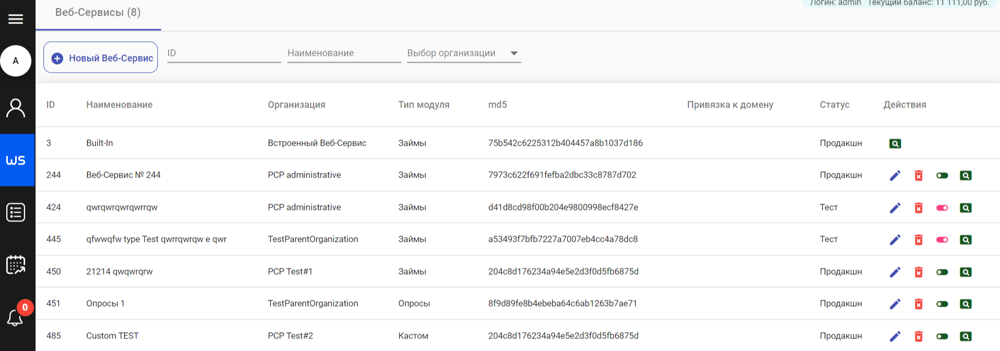 Веб-Сервисы (8)
Логин: admin Текущий баланс: 11 111,00 руб.
A
Новый Веб-Сервис ID Наименование Выбор организации
ID Наименование Организация Тип модуля md5 Привязка к домену Статус Действия
3 Built-In Встроенный Веб-Сервис Займы 75b542c6225312b404457a8b1037d186 Продакшн
WS
244 Веб-Сервис № 244 PCP administrative Займы 7973c622f691fefba2dbc33c8787d702 Продакшн
424 qwrqwrqwrqwrrqw PCP administrative Займы d41d8cd98f00b204e9800998ecf8427e Тест
445 qfwwqfw type Test qwrrqwrqw e qwr TestParentOrganization Займы a53493f7bfb7227a7007eb4cc4a78dc8 Тест
450 21214 qwqwrqrw PCP Test#1 Займы 204c8d176234a94e5e2d3f0d5fb6875d Продакшн
451 Опросы 1 TestParentOrganization Опросы 8f9d89fe8b4ebeba64c6ab1263b7ae71 Продакшн
0
485 Custom TEST PCP Test#2 Кастом 204c8d176234a94e5e2d3f0d5fb6875d Продакшн